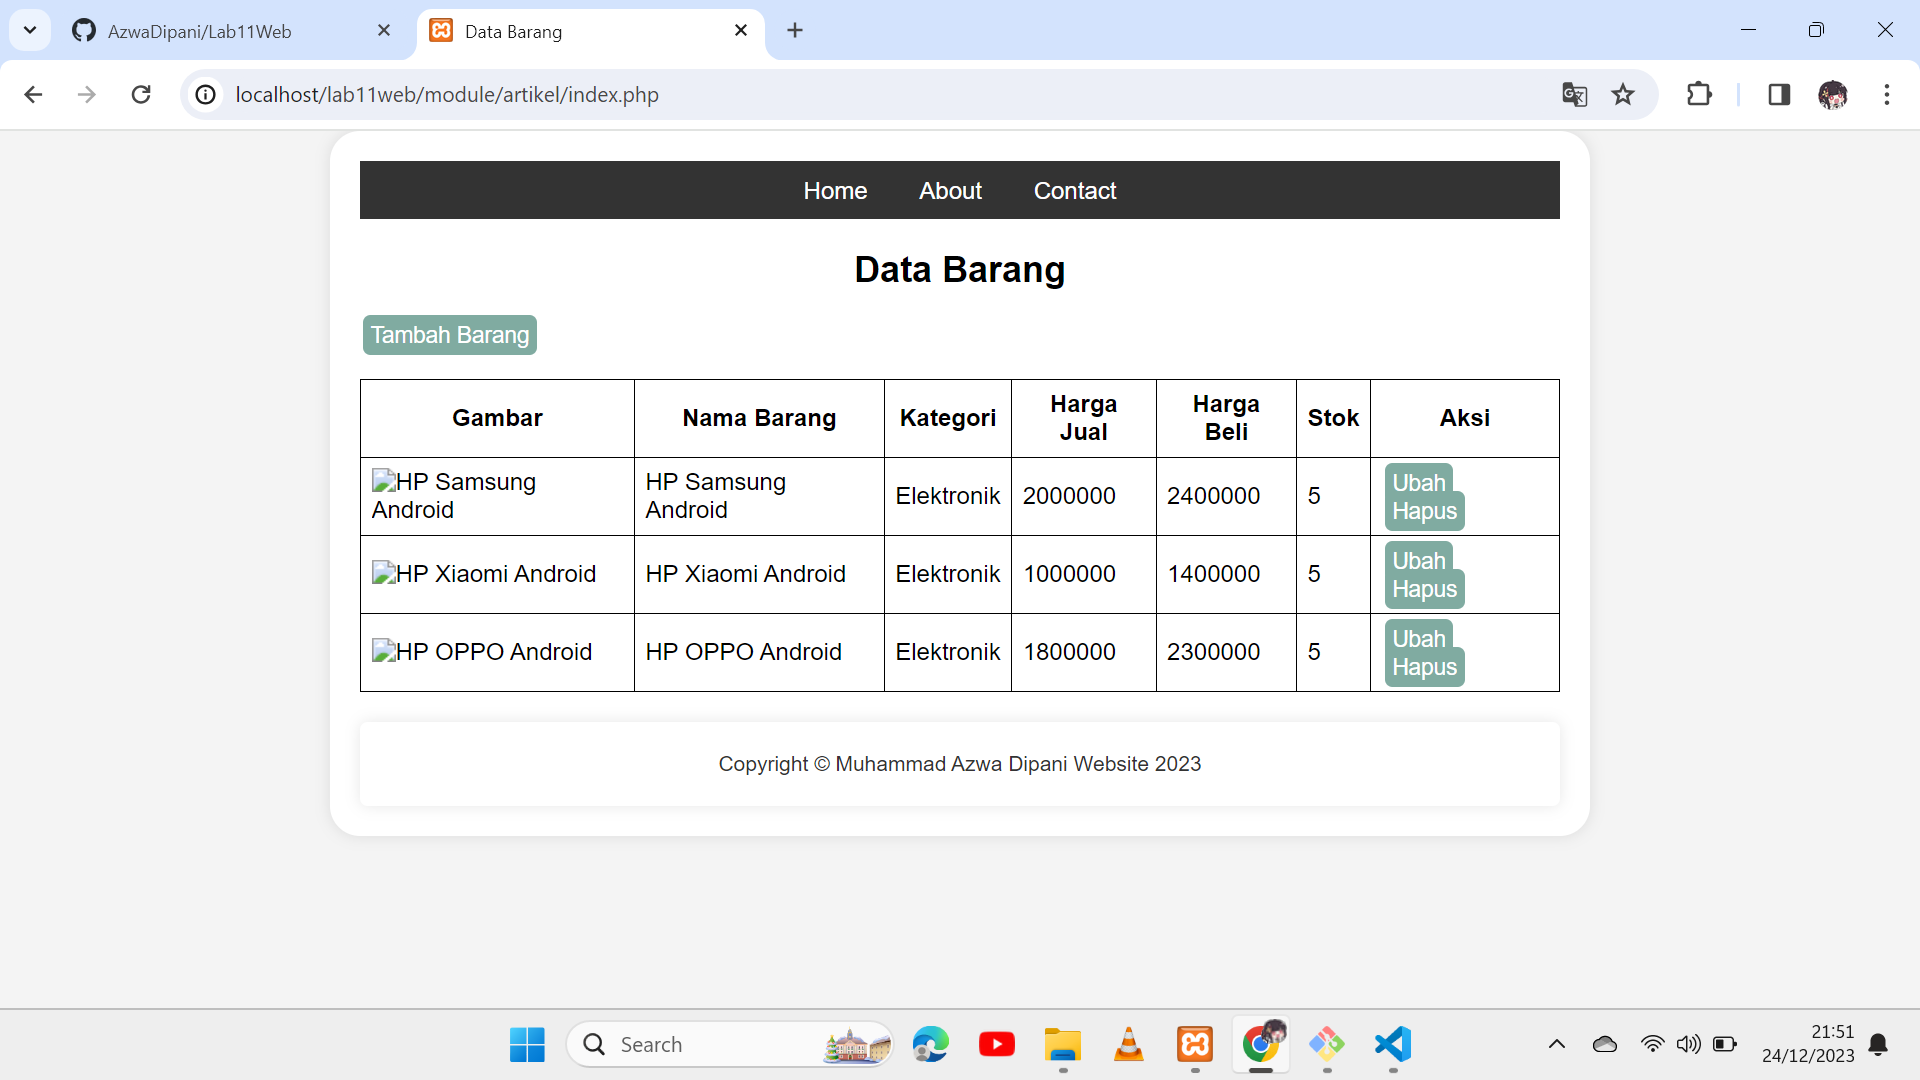 AzwaDipani/Lab11Web
Data Barang
localhost/lab11web/module/artikel/index.php
Home About Contact
Data Barang
Tambah Barang
Gambar Nama Barang Kategori Harga Jual Harga Beli Stok Aksi
HP Samsung Android HP Samsung Android Elektronik 2000000 2400000 5 Ubah Hapus
HP Xiaomi Android HP Xiaomi Android Elektronik 1000000 1400000 5 Ubah Hapus
HP OPPO Android HP OPPO Android Elektronik 1800000 2300000 5 Ubah Hapus
Copyright © Muhammad Azwa Dipani Website 2023
Search
21:51
24/12/2023